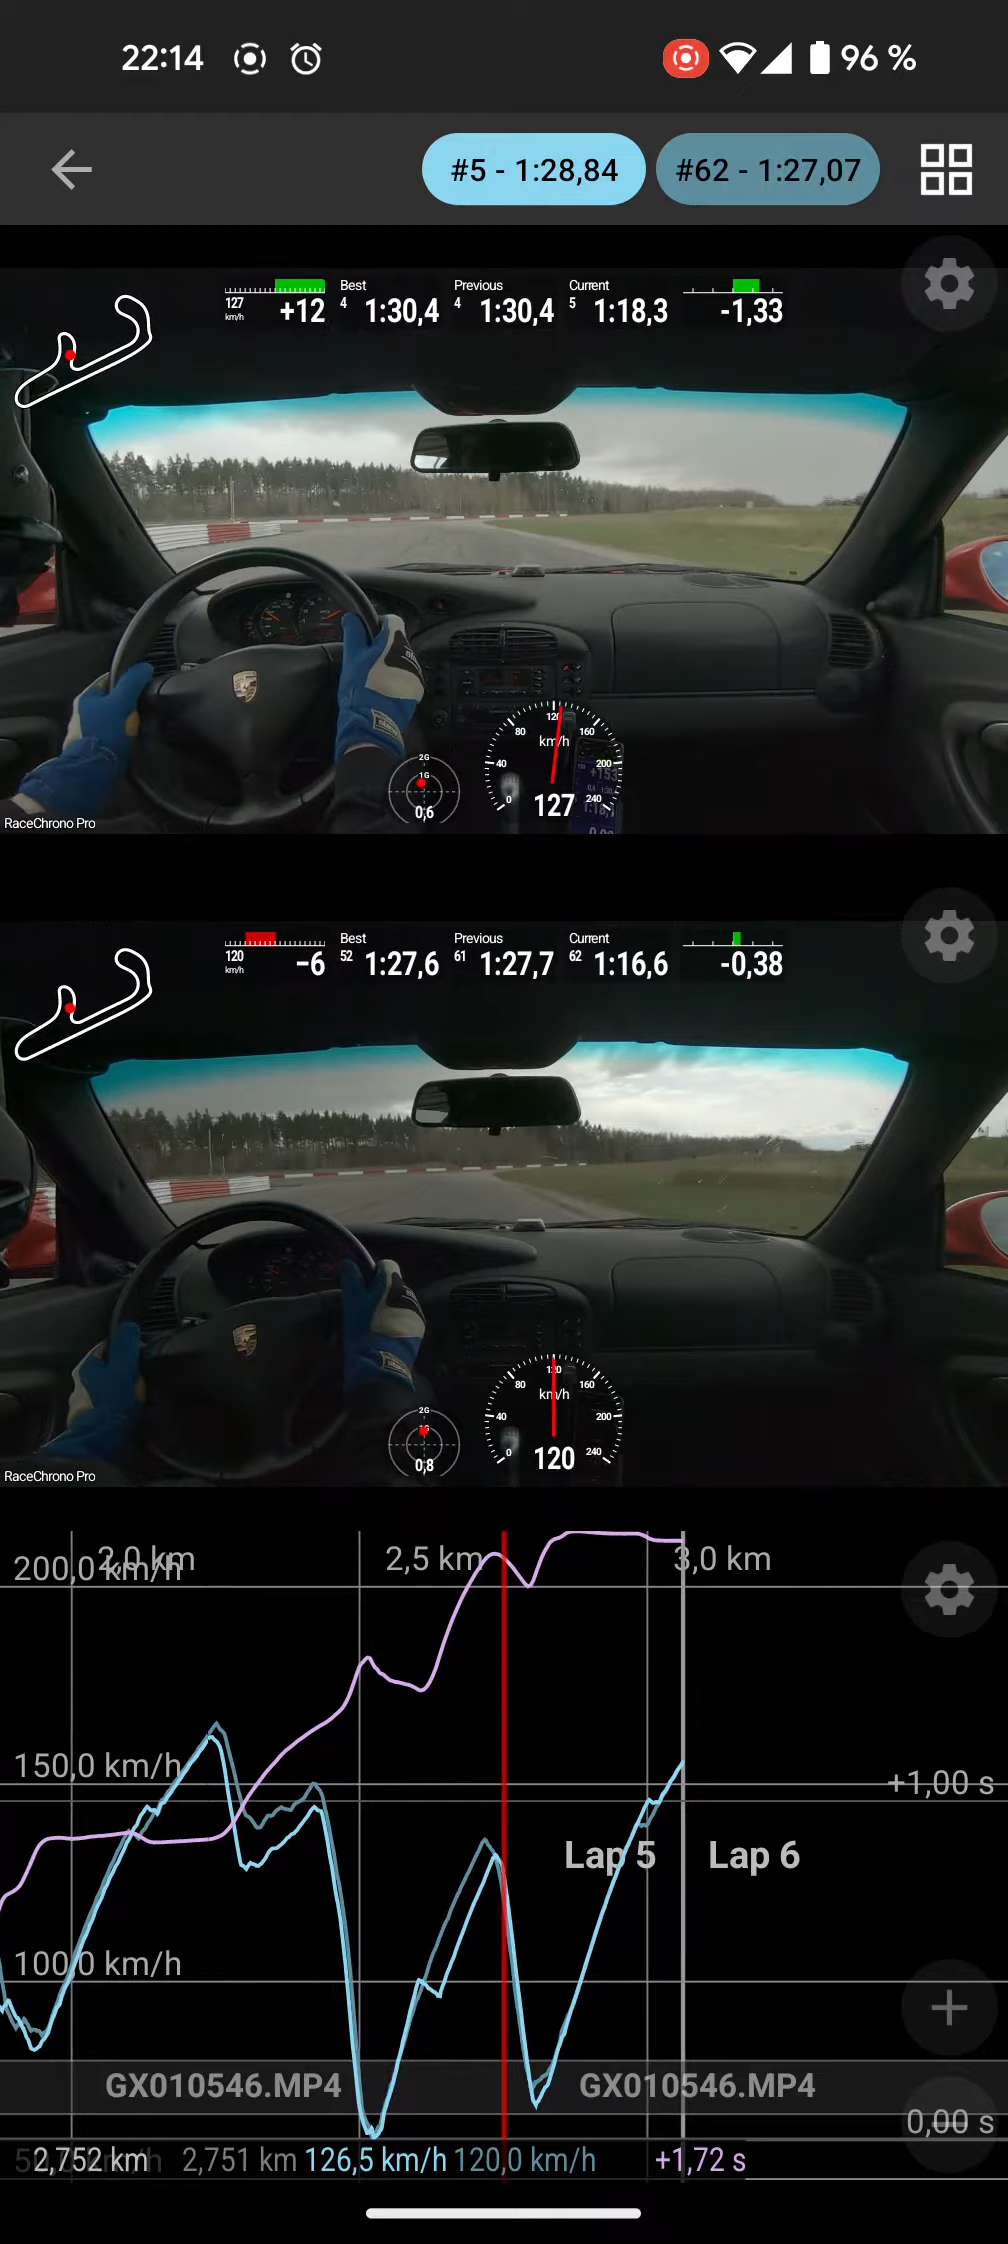 22:14 96 %
#5 - 1:28,84 #62 - 1:27,07
Best Previous Current
127 km/h +12 4 1:30,4 4 1:30,4 5 1:18,3 -1,33
0 40 80 120 160 200 240
km/h
127
2G
1G
0,6
RaceChrono Pro
Best Previous Current
120 km/h −6 52 1:27,6 61 1:27,7 62 1:16,6 -0,38
0 40 80 120 160 200 240
km/h
120
2G
0,8
RaceChrono Pro
2,0 km 2,5 km 3,0 km
200,0 km/h
150,0 km/h +1,00 s
Lap 5 Lap 6
100,0 km/h
GX010546.MP4 GX010546.MP4
0,00 s
2,752 km 2,751 km 126,5 km/h 120,0 km/h +1,72 s